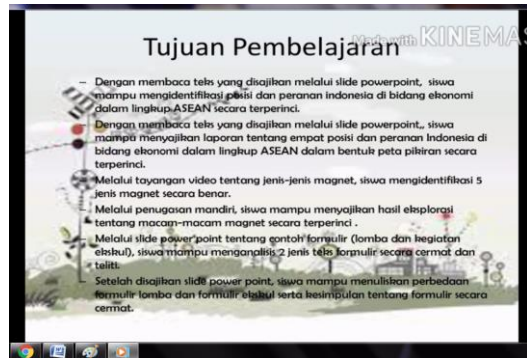 Made with KINEMAS
Tujuan Pembelajaran
– Dengan membaca teks yang disajikan melalui slide powerpoint, siswa
mampu mengidentifikasi posisi dan peranan indonesia di bidang ekonomi
dalam lingkup ASEAN secara terperinci.
– Dengan membaca teks yang disajikan melalui slide powerpoint,, siswa
mampu menyajikan laporan tentang empat posisi dan peranan Indonesia di
bidang ekonomi dalam lingkup ASEAN dalam bentuk peta pikiran secara
terperinci.
– Melalui tayangan video tentang jenis-jenis magnet, siswa mengidentifikasi 5
jenis magnet secara benar.
– Melalui penugasan mandiri, siswa mampu menyajikan hasil eksplorasi
tentang macam-macam magnet secara terperinci .
– Melalui slide power point tentang contoh formulir (lomba dan kegiatan
ekskul), siswa mampu menganalisis 2 jenis teks formulir secara cermat dan
teliti.
– Setelah disajikan slide power point, siswa mampu menuliskan perbedaan
formulir lomba dan formulir ekskul serta kesimpulan tentang formulir secara
cermat.